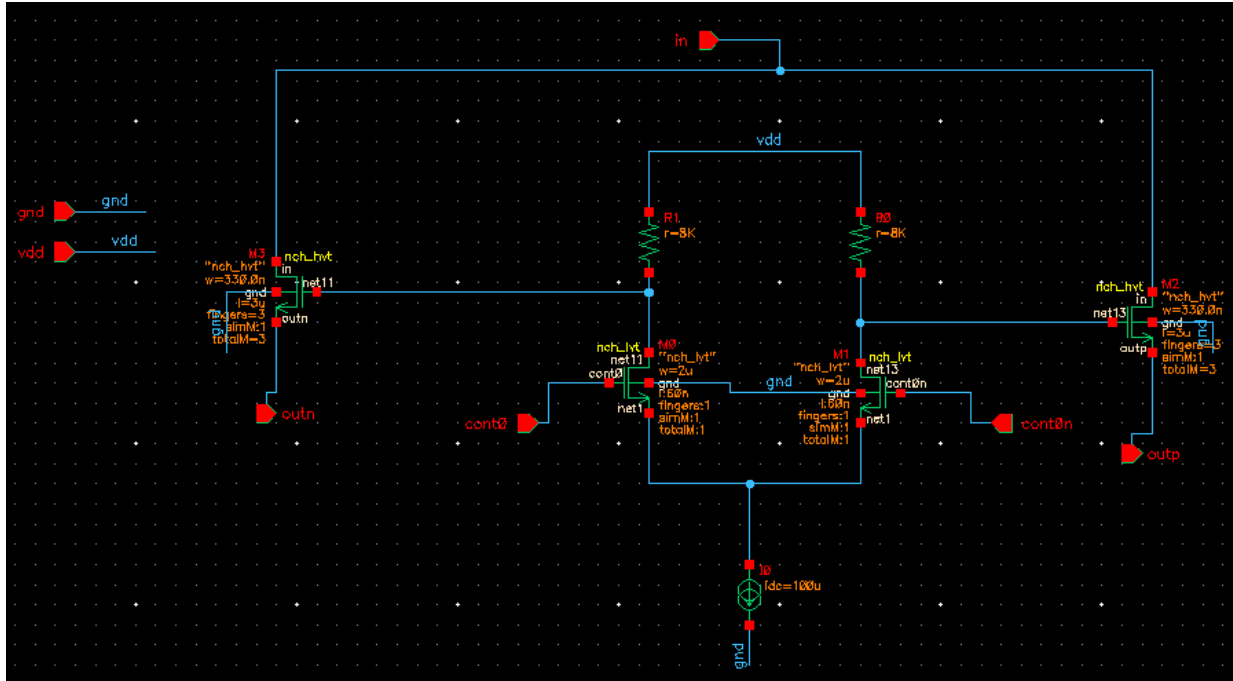 in
vdd
gnd
gnd
vdd
vdd
R1
r=8K
R0
r=8K
M3
nch_hvt
"nch_hvt"
in
w=330.0n
net11
gnd
l=3u
fingers=3
outn
simM:1
totalM=3
gnd
outn
M2
nch_hvt
"nch_hvt"
in
w=330.0n
net13
gnd
l=3u
fingers=3
outp
simM:1
totalM=3
gnd
outp
M0
nch_lvt
"nch_lvt"
net11
w=2u
cont0
gnd
l:60n
fingers:1
net1
simM:1
totalM:1
cont0
gnd
M1
nch_lvt
"nch_lvt"
net13
w=2u
cont0n
gnd
l:60n
fingers:1
net1
simM:1
totalM:1
cont0n
I0
idc=100u
gnd